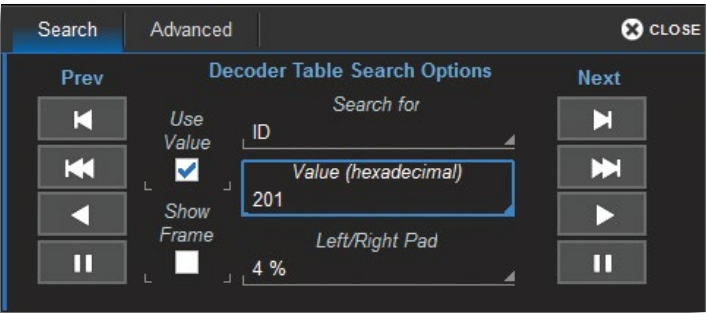 Search
Advanced
CLOSE
Prev
Decoder Table Search Options
Next
Use
Value
Search for
ID
Value (hexadecimal)
201
Show
Frame
Left/Right Pad
4 %